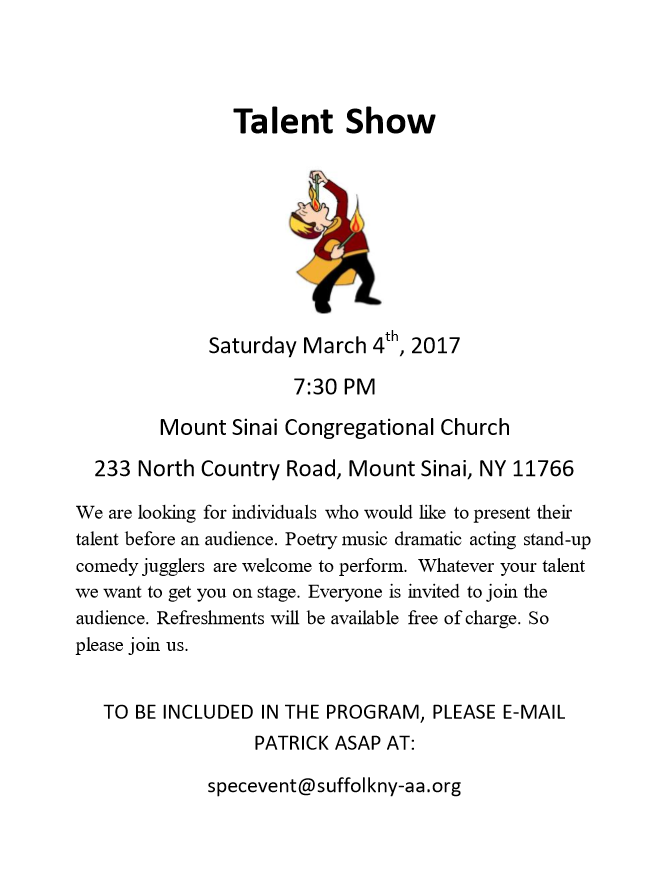 Talent Show
Saturday March 4th, 2017
7:30 PM
Mount Sinai Congregational Church
233 North Country Road, Mount Sinai, NY 11766
We are looking for individuals who would like to present their
talent before an audience. Poetry music dramatic acting stand-up
comedy jugglers are welcome to perform.  Whatever your talent
we want to get you on stage. Everyone is invited to join the
audience. Refreshments will be available free of charge. So
please join us.
TO BE INCLUDED IN THE PROGRAM, PLEASE E-MAIL
PATRICK ASAP AT:
specevent@suffolkny-aa.org